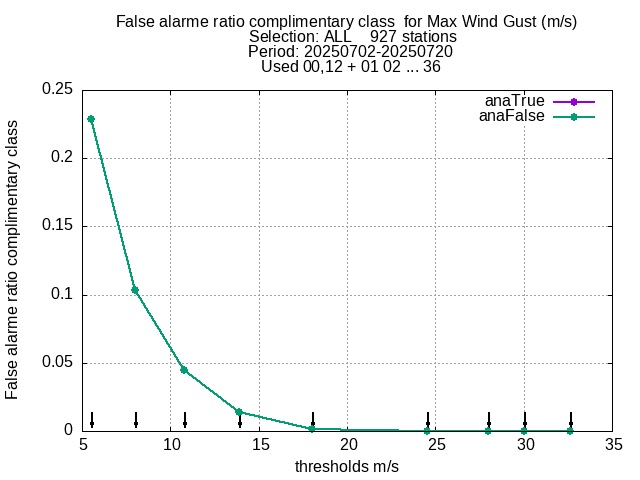 False alarme ratio complimentary class  for Max Wind Gust (m/s)
Selection: ALL    927 stations
Period: 20250702-20250720
Used 00,12 + 01 02 ... 36
anaTrue
anaFalse
False alarme ratio complimentary class
0.25
0.2
0.15
0.1
0.05
0
5 10 15 20 25 30 35
thresholds m/s